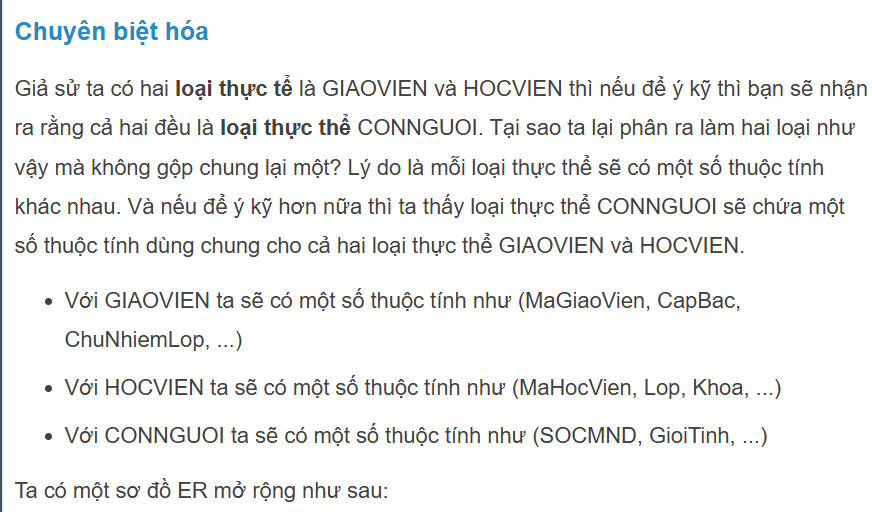 Chuyên biệt hóa
Giả sử ta có hai loại thực tể là GIAOVIEN và HOCVIEN thì nếu để ý kỹ thì bạn sẽ nhận
ra rằng cả hai đều là loại thực thể CONNGUOI. Tại sao ta lại phân ra làm hai loại như
vậy mà không gộp chung lại một? Lý do là mỗi loại thực thể sẽ có một số thuộc tính
khác nhau. Và nếu để ý kỹ hơn nữa thì ta thấy loại thực thể CONNGUOI sẽ chứa một
số thuộc tính dùng chung cho cả hai loại thực thể GIAOVIEN và HOCVIEN.
• Với GIAOVIEN ta sẽ có một số thuộc tính như (MaGiaoVien, CapBac,
ChuNhiemLop, ...)
• Với HOCVIEN ta sẽ có một số thuộc tính như (MaHocVien, Lop, Khoa, ...)
• Với CONNGUOI ta sẽ có một số thuộc tính như (SOCMND, GioiTinh, ...)
Ta có một sơ đồ ER mở rộng như sau: